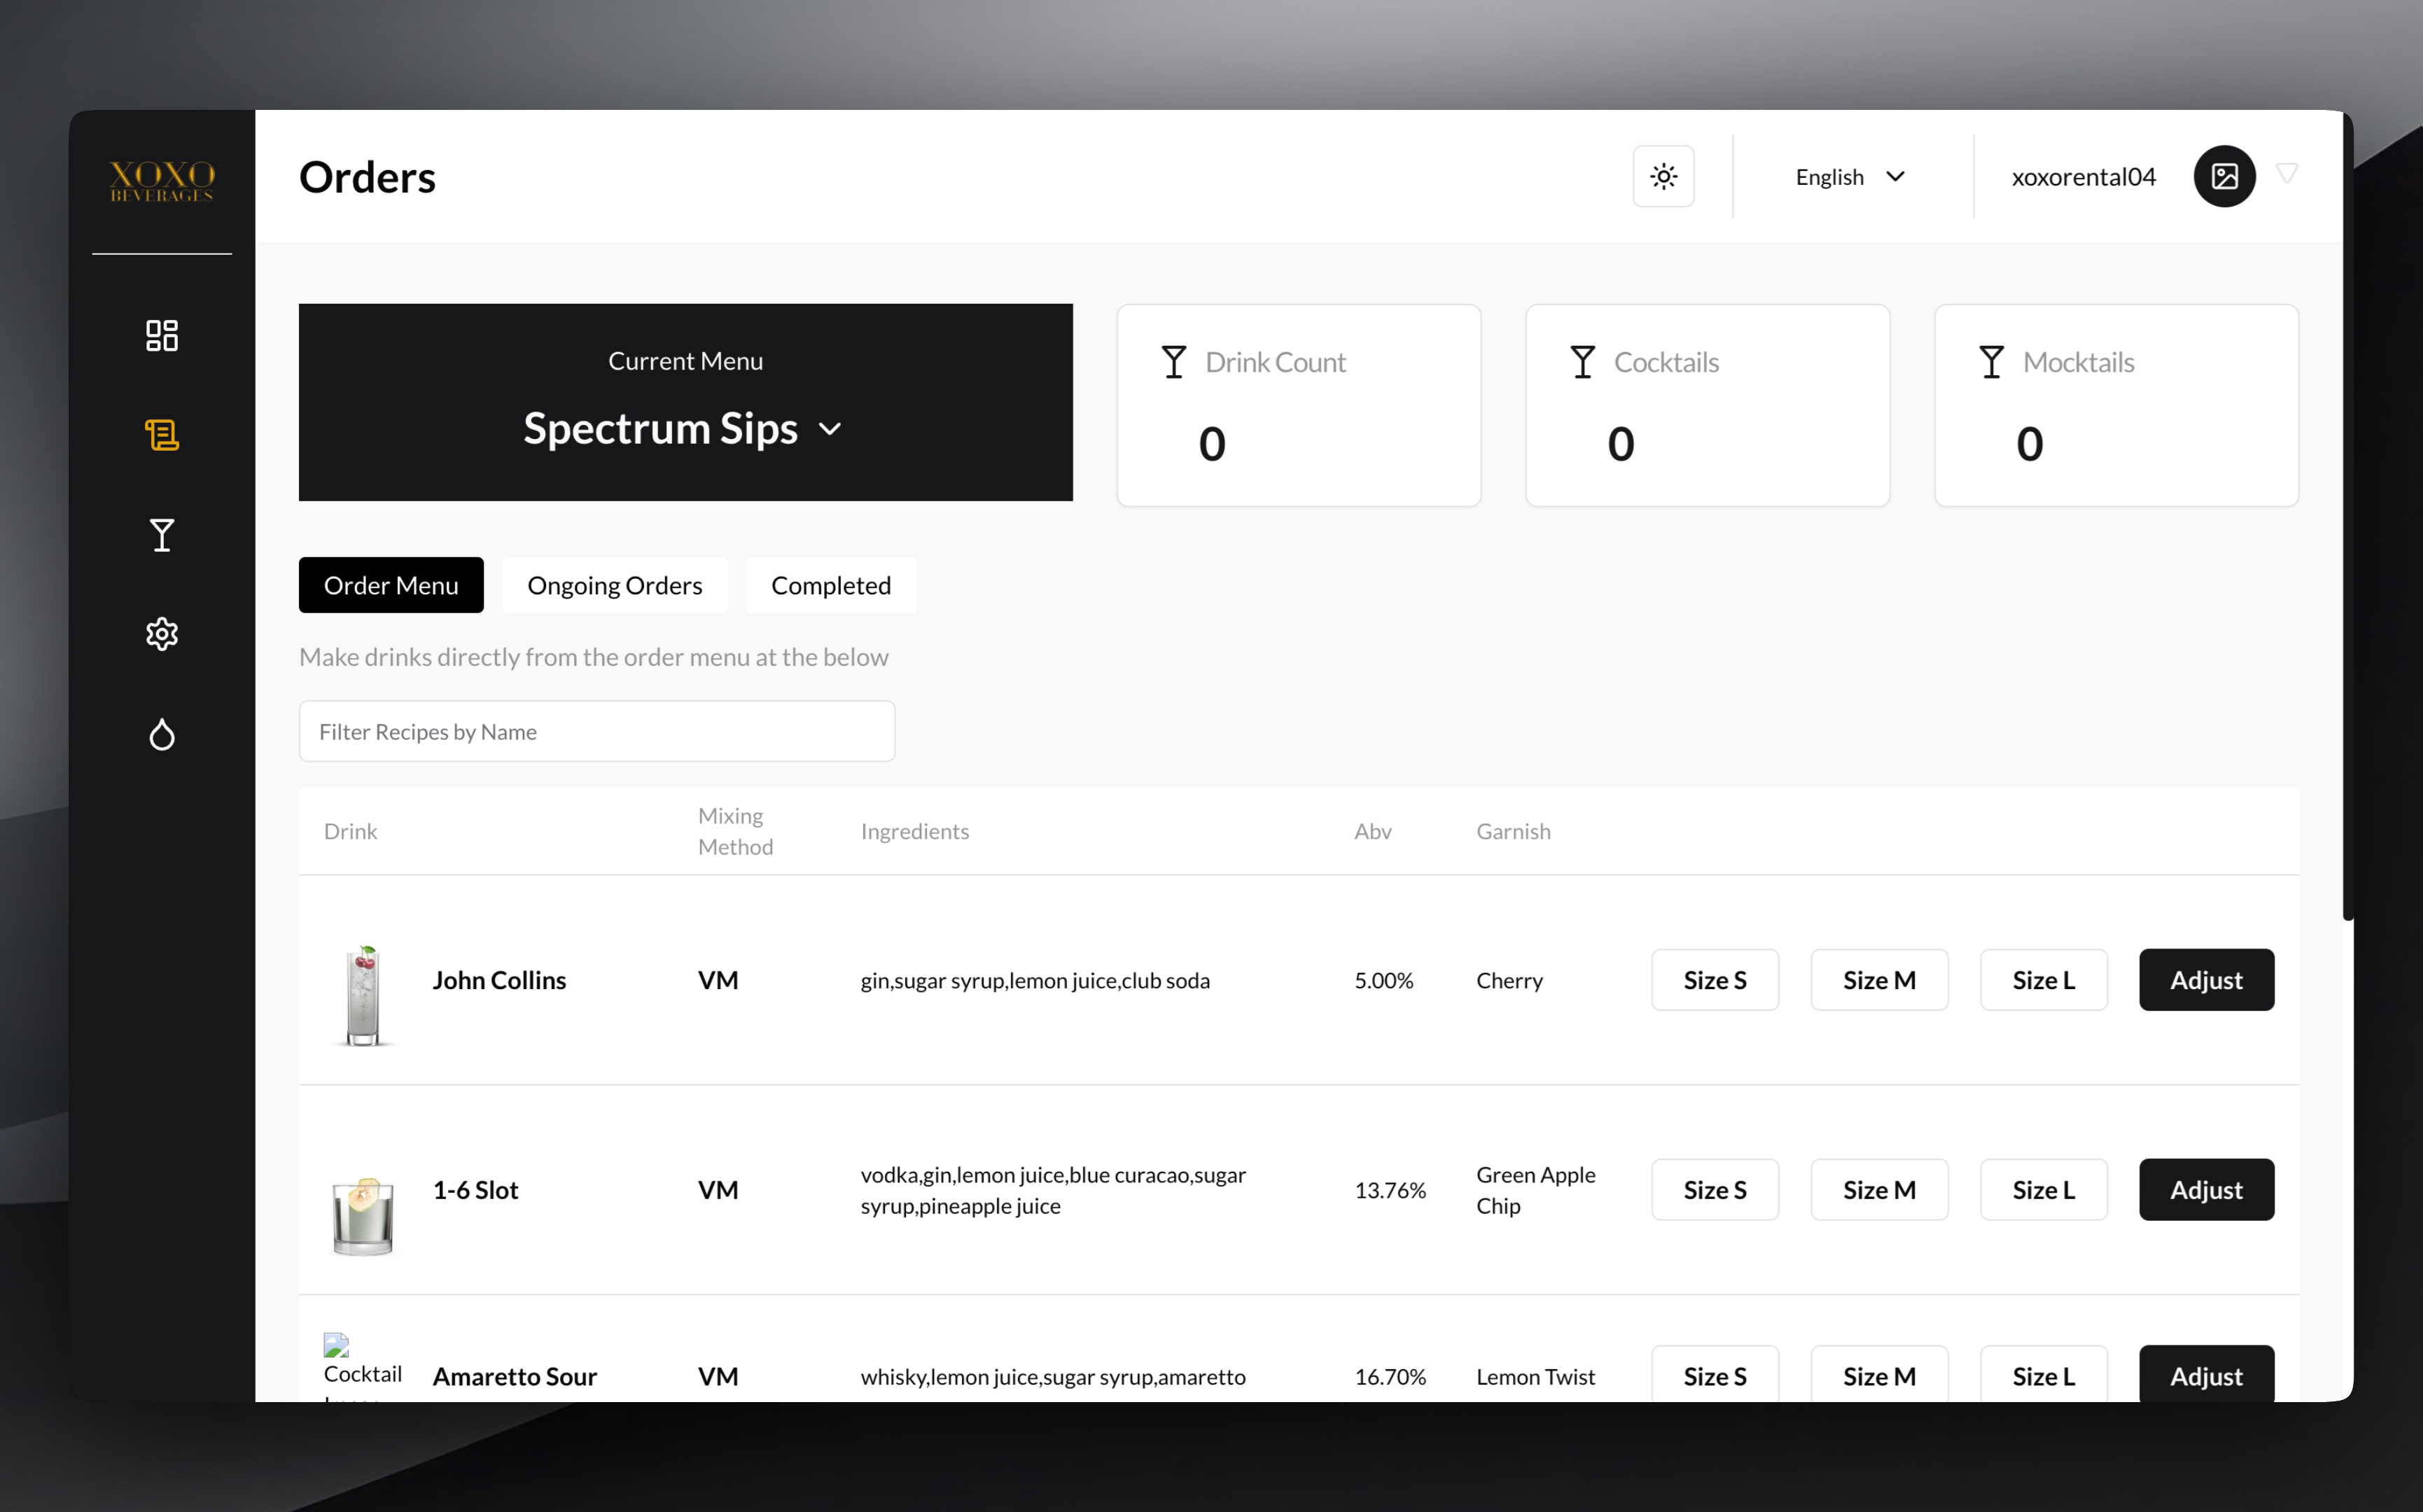 XOXO
BEVERAGES
Orders
English
xoxorental04
Current Menu
Spectrum Sips
Drink Count
0
Cocktails
0
Mocktails
0
Order Menu
Ongoing Orders
Completed
Make drinks directly from the order menu at the below
Filter Recipes by Name
Drink
Mixing
Method
Ingredients
Abv
Garnish
John Collins
VM
gin,sugar syrup,lemon juice,club soda
5.00%
Cherry
Size S
Size M
Size L
Adjust
1-6 Slot
VM
vodka,gin,lemon juice,blue curacao,sugar
syrup,pineapple juice
13.76%
Green Apple
Chip
Size S
Size M
Size L
Adjust
Cocktail
Amaretto Sour
VM
whisky,lemon juice,sugar syrup,amaretto
16.70%
Lemon Twist
Size S
Size M
Size L
Adjust